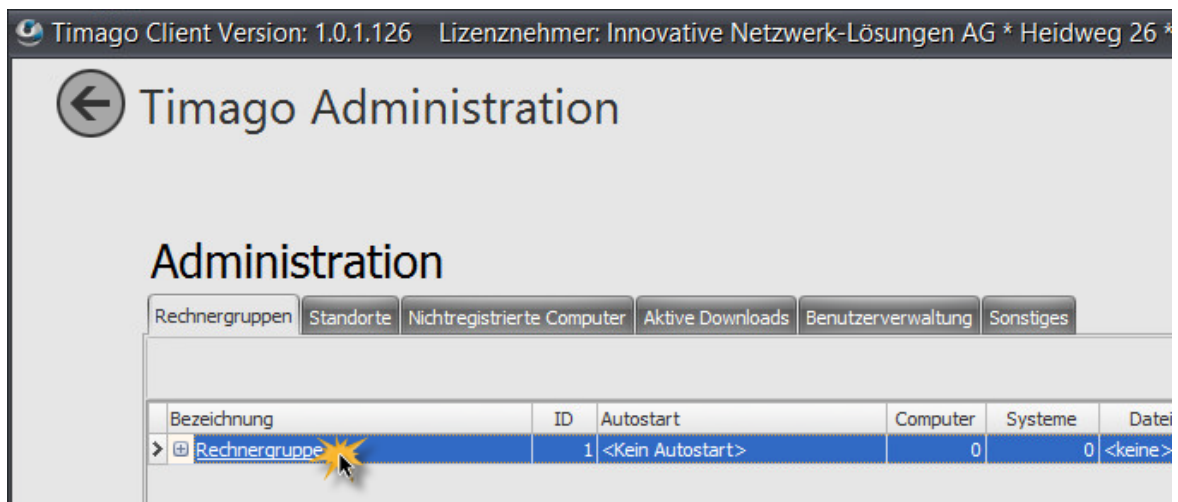 Timago Client Version: 1.0.1.126 Lizenznehmer: Innovative Netzwerk-Lösungen AG * Heidweg 26 *
Timago Administration
Administration
Rechnergruppen Standorte Nichtregistrierte Computer Aktive Downloads Benutzerverwaltung Sonstiges
Bezeichnung ID Autostart Computer Systeme Datei
Rechnergruppe 1 <Kein Autostart> 0 0 <keine>